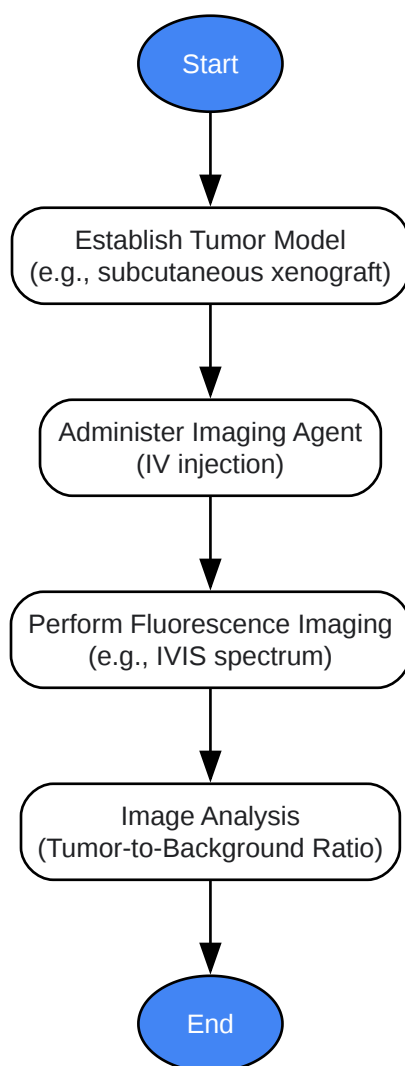 Start
Establish Tumor Model
(e.g., subcutaneous xenograft)
Administer Imaging Agent
(IV injection)
Perform Fluorescence Imaging
(e.g., IVIS spectrum)
Image Analysis
(Tumor-to-Background Ratio)
End